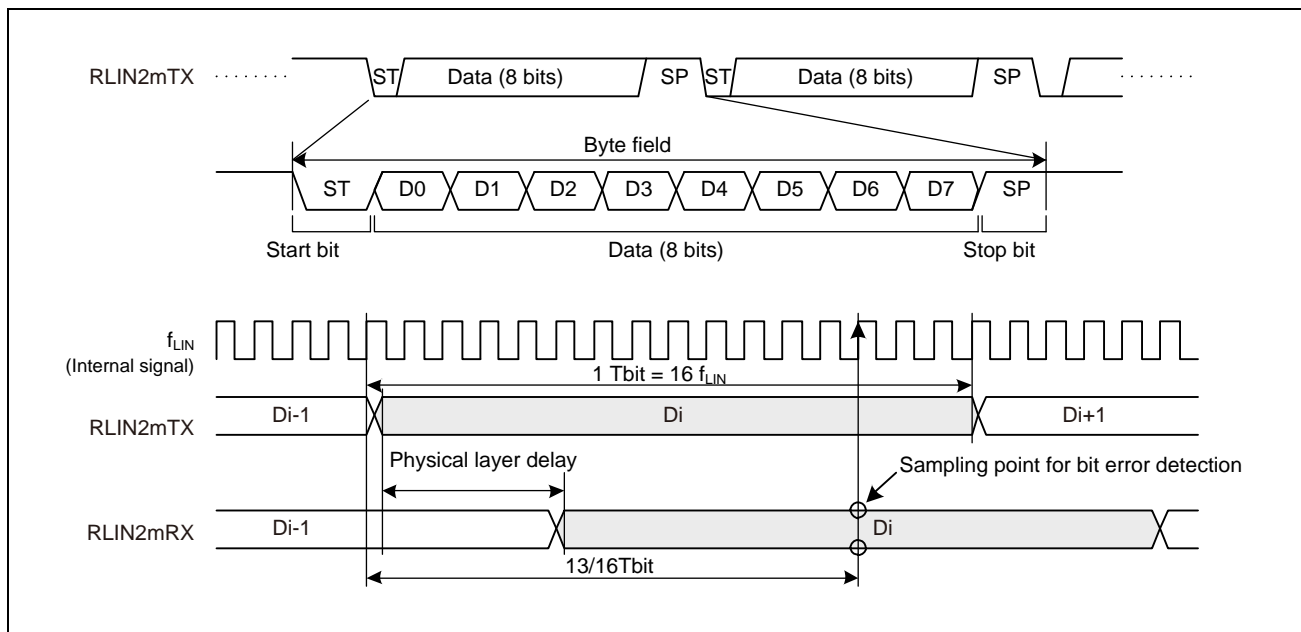 RLIN2mTX ST Data (8 bits) SP ST Data (8 bits) SP
Byte field
ST D0 D1 D2 D3 D4 D5 D6 D7 SP
Start bit Data (8 bits) Stop bit
fLIN
(Internal signal)
1 Tbit = 16 fLIN
RLIN2mTX Di-1 Di Di+1
Physical layer delay
Sampling point for bit error detection
RLIN2mRX Di-1 Di
13/16Tbit